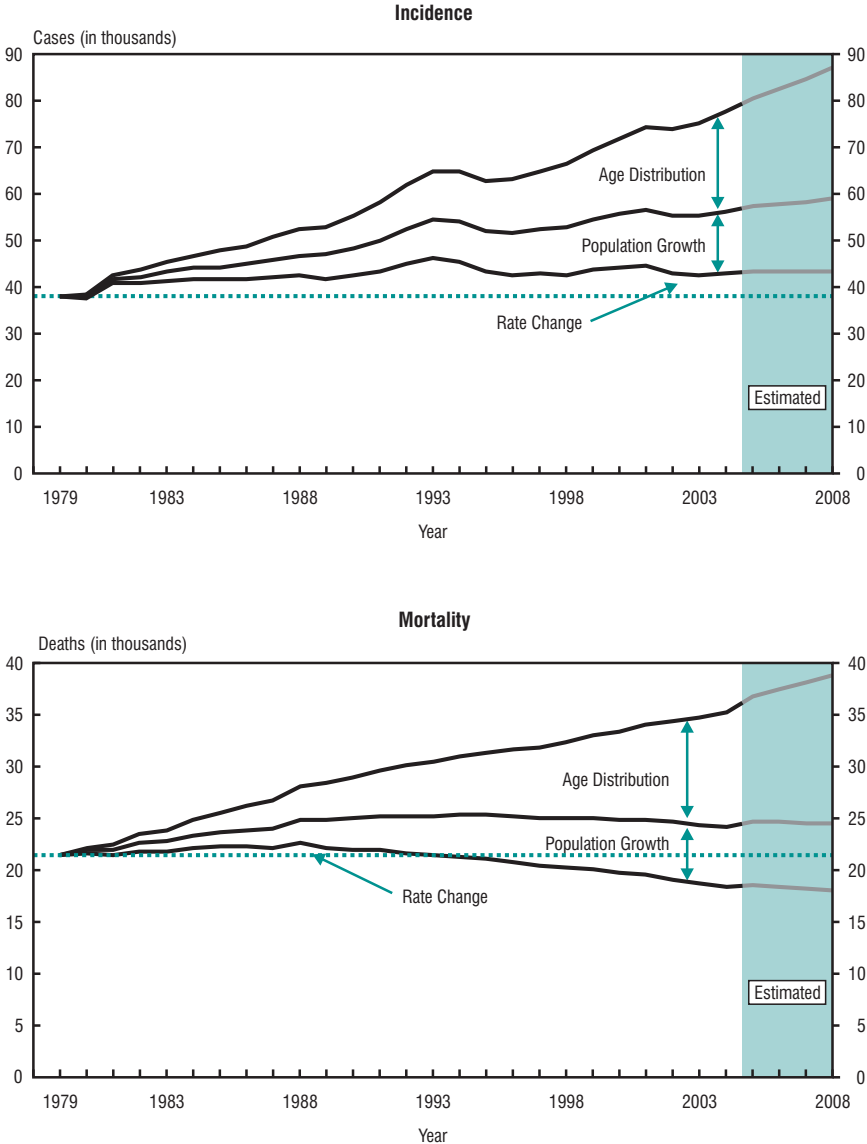 Incidence
Cases (in thousands)
90 90
80 80
70 70
Age Distribution
60 60
50 50
Population Growth
40 40
Rate Change
30 30
20 20
Estimated
10 10
0 0
1979 1983 1988 1993 1998 2003 2008
Year
Mortality
Deaths (in thousands)
40 40
35 35
30 30
Age Distribution
25 25
Population Growth
20 20
Rate Change
15 15
10 10
Estimated
5 5
0 0
1979 1983 1988 1993 1998 2003 2008
Year